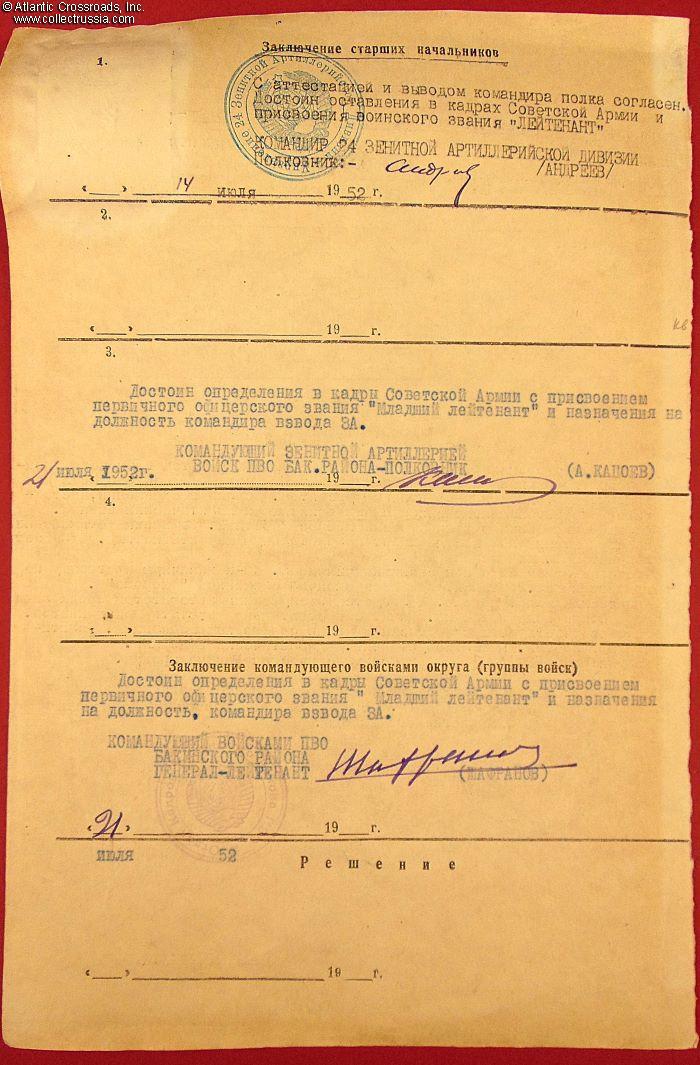 © Atlantic Crossroads, Inc.
www.collectrussia.com
Заключение старших начальников
1.
С аттестацией и выводом командира полка согласен.
Достоин оставления в кадрах Советской Армии и
присвоения воинского звания "ЛЕЙТЕНАНТ"
КОМАНДИР 24 ЗЕНИТНОЙ АРТИЛЛЕРИЙСКОЙ ДИВИЗИИ
Полковник:- /АНДРЕЕВ/
« » 14 июля 1952 г.
2.
« » 19 г.
кв
3.
Достоин определения в кадры Советской Армии с присвоением
первичного офицерского звания "Младший лейтенант" и назначения на
должность командира взвода ЗА.
КОМАНДУЮЩИЙ ЗЕНИТНОЙ АРТИЛЛЕРИЕЙ
ВОЙСК ПВО БАК.РАЙОНА-ПОЛКОВНИК (А.КАПОЕВ)
21 июля 1952г. 19 г.
4.
« » 19 г.
Заключение командующего войсками округа (группы войск)
Достоин определения в кадры Советской Армии с присвоением
первичного офицерского звания " Младший лейтенант" и назначения
на должность, командира взвода ЗА.
КОМАНДУЮЩИЙ ВОЙСКАМИ ПВО
БАКИНСКОГО РАЙОНА
ГЕНЕРАЛ-ЛЕЙТЕНАНТ (ШАФРАНОВ)
«21» 19 г.
июля 52
Решение
« » 19 г.